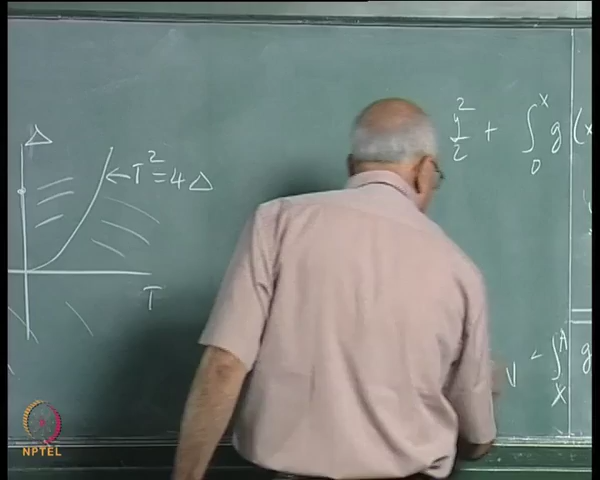 Δ
T² = 4Δ
T
y²/2 + ∫₀ˣ g(x
∫ₓᴬ g
NPTEL